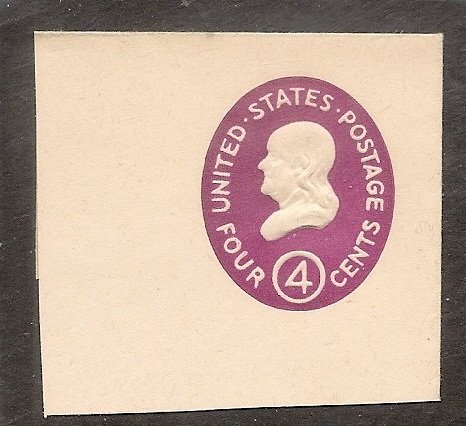 UNITED · STATES · POSTAGE
FOUR 4 CENTS